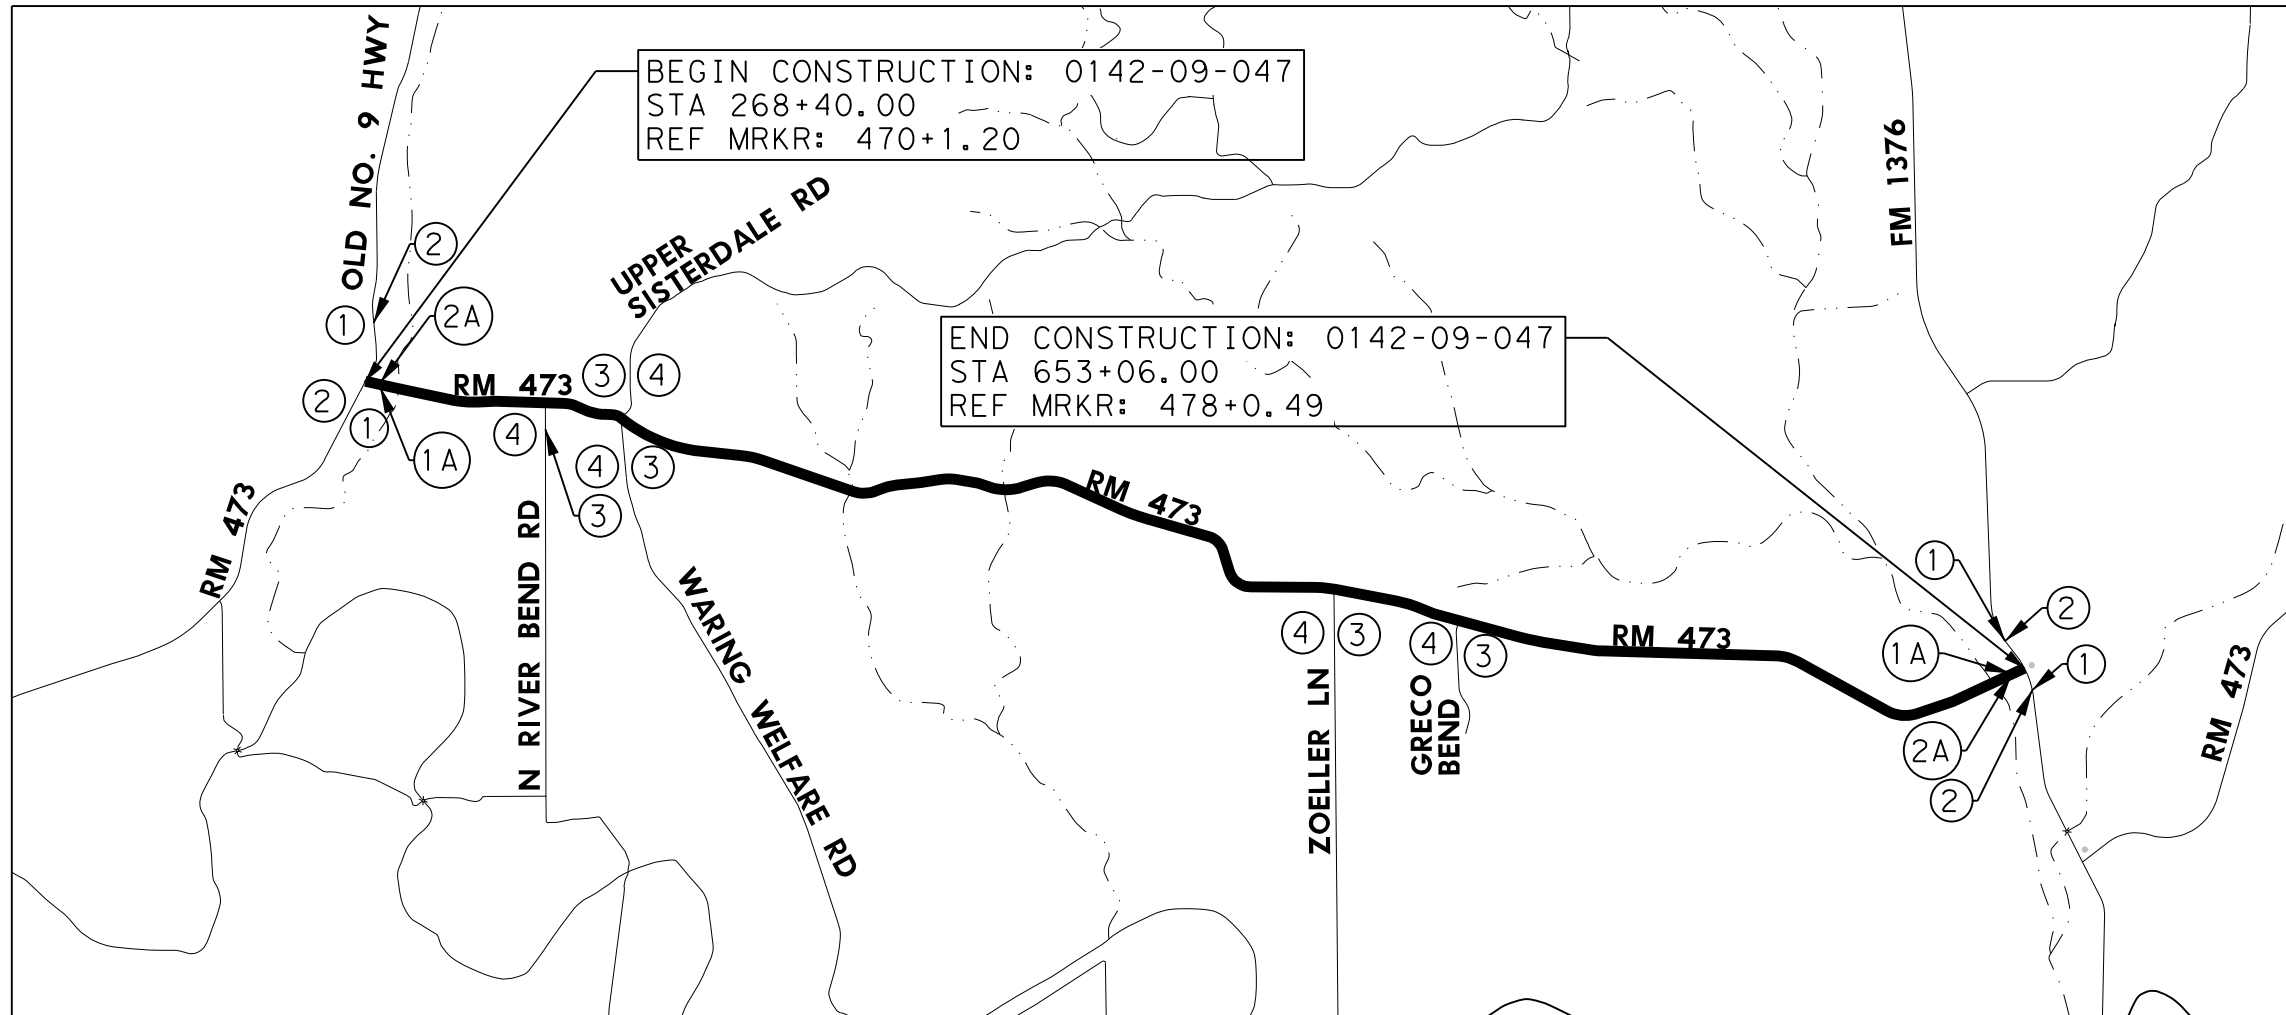 OLD NO. 9 HWY
BEGIN CONSTRUCTION: 0142-09-047
STA 268+40.00
REF MRKR: 470+1.20
FM 1376
UPPER
SISTERDALE RD
2
1
2A
END CONSTRUCTION: 0142-09-047
STA 653+06.00
REF MRKR: 478+0.49
RM 473
3
4
2
1
4
1A
4
3
3
RM 473
RM 473
N RIVER BEND RD
WARING WELFARE RD
1
2
4
3
4
3
RM 473
1A
1
ZOELLER LN
GRECO
BEND
2A
2
RM 473